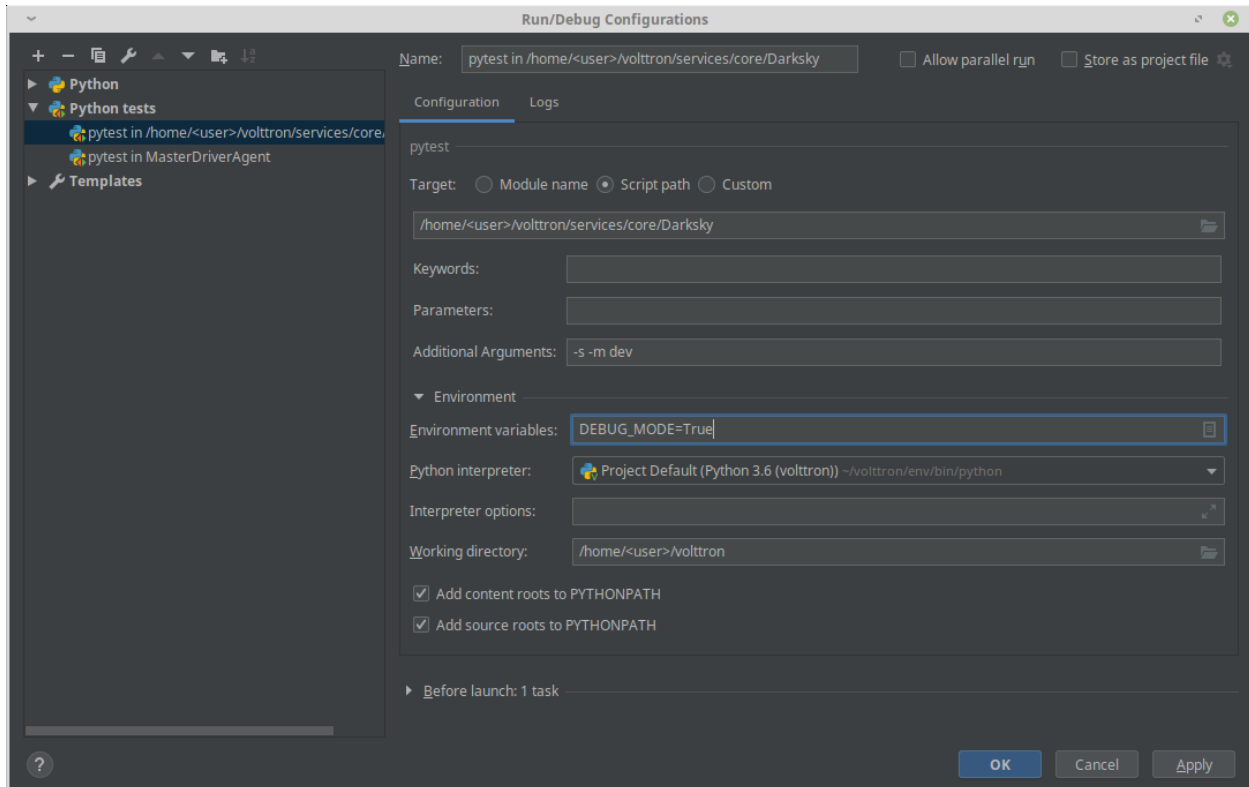 Run/Debug Configurations
Name: pytest in /home/<user>/volttron/services/core/Darksky Allow parallel run Store as project file
Python
Python tests
pytest in /home/<user>/volttron/services/core/
pytest in MasterDriverAgent
Templates
Configuration Logs
pytest
Target: Module name Script path Custom
/home/<user>/volttron/services/core/Darksky
Keywords:
Parameters:
Additional Arguments: -s -m dev
Environment
Environment variables: DEBUG_MODE=True
Python interpreter: Project Default (Python 3.6 (volttron)) ~/volttron/env/bin/python
Interpreter options:
Working directory: /home/<user>/volttron
Add content roots to PYTHONPATH
Add source roots to PYTHONPATH
Before launch: 1 task
? OK Cancel Apply